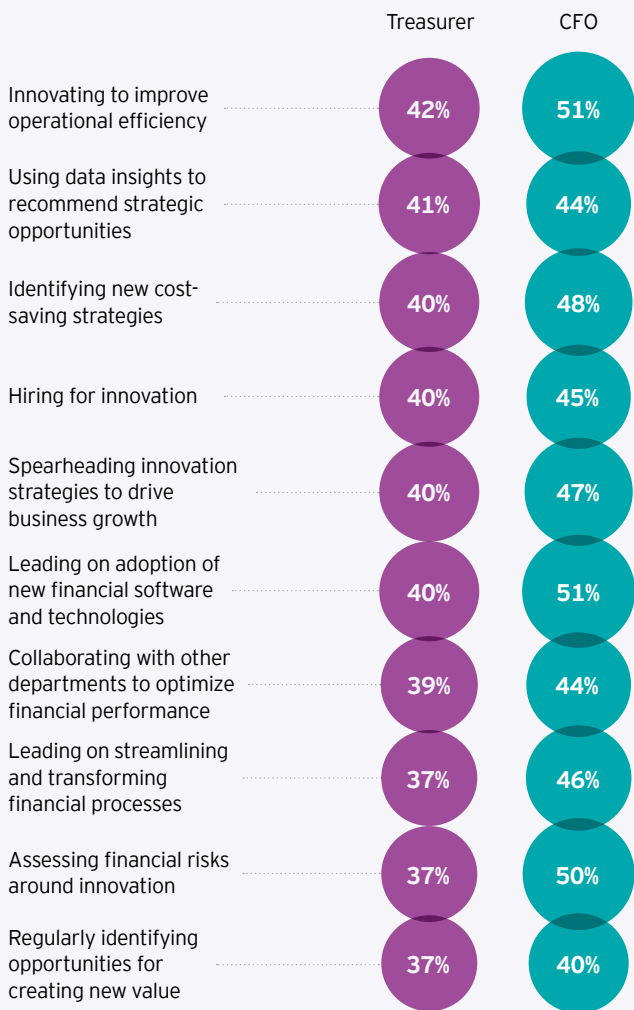 Treasurer CFO
Innovating to improve
operational efficiency
42% 51%
Using data insights to
recommend strategic
opportunities
41% 44%
Identifying new cost-
saving strategies
40% 48%
Hiring for innovation
40% 45%
Spearheading innovation
strategies to drive
business growth
40% 47%
Leading on adoption of
new financial software
and technologies
40% 51%
Collaborating with other
departments to optimize
financial performance
39% 44%
Leading on streamlining
and transforming
financial processes
37% 46%
Assessing financial risks
around innovation
37% 50%
Regularly identifying
opportunities for
creating new value
37% 40%